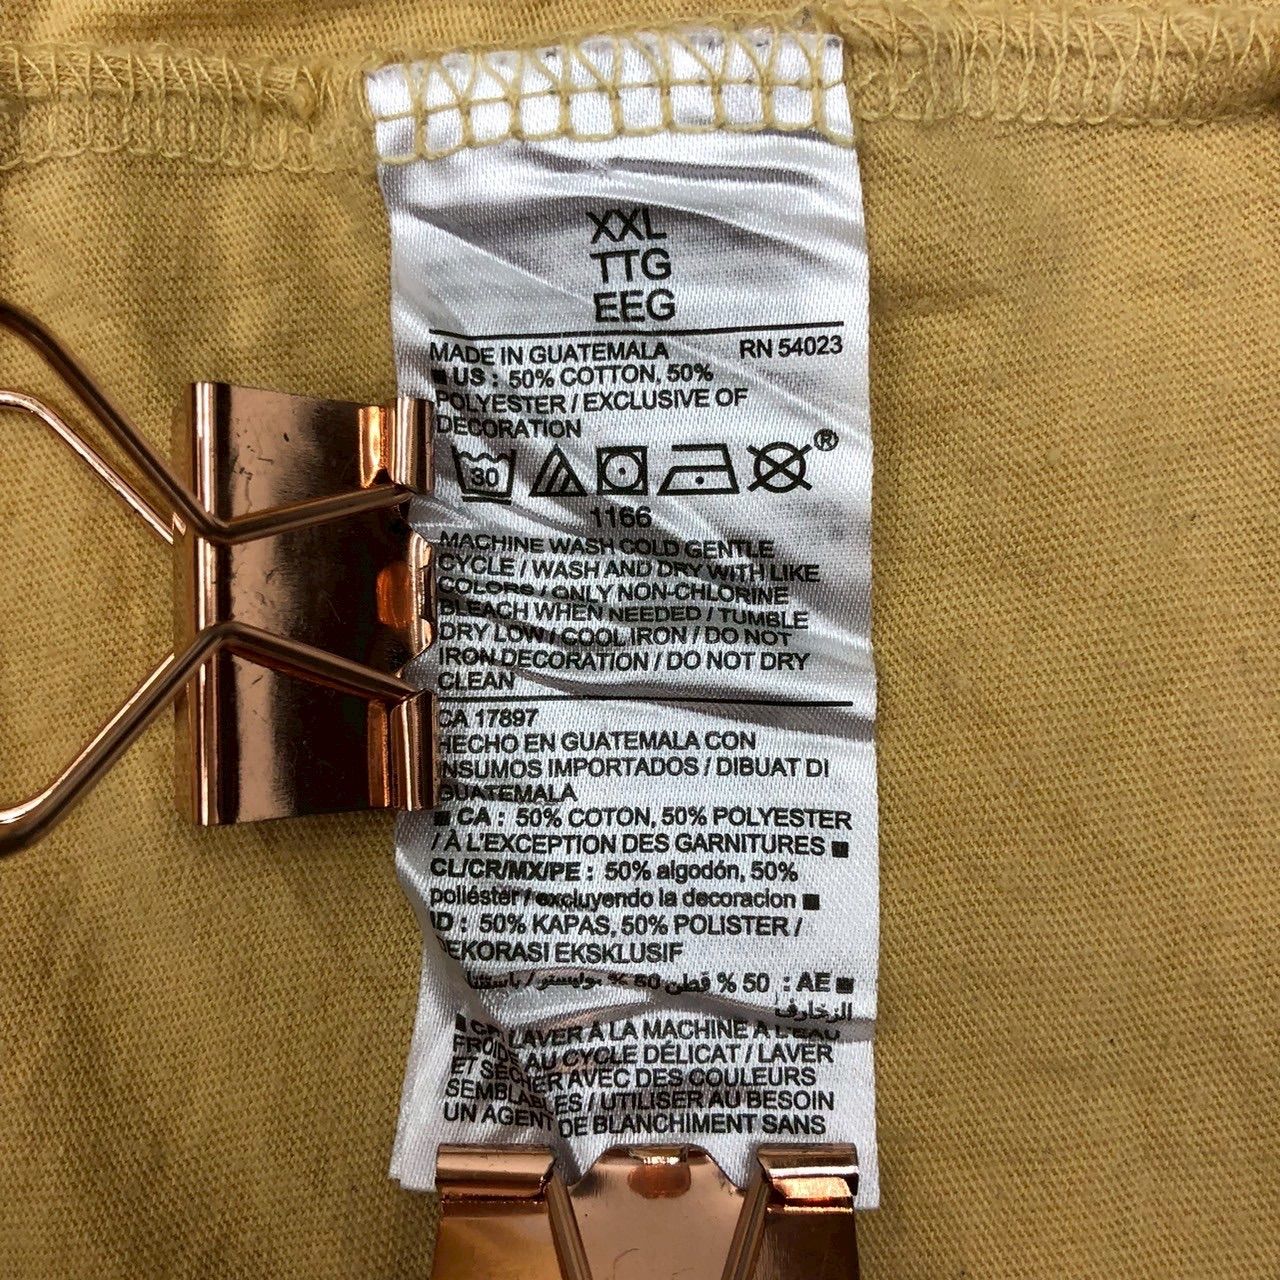 XXL
TTG
EEG
MADE IN GUATEMALA RN 54023
■ US : 50% COTTON, 50%
POLYESTER / EXCLUSIVE OF
DECORATION
30 ®
1166
MACHINE WASH COLD GENTLE
CYCLE / WASH AND DRY WITH LIKE
COLORS / ONLY NON-CHLORINE
BLEACH WHEN NEEDED / TUMBLE
DRY LOW / COOL IRON / DO NOT
IRON DECORATION / DO NOT DRY
CLEAN
CA 17897
HECHO EN GUATEMALA CON
INSUMOS IMPORTADOS / DIBUAT DI
GUATEMALA
■ CA : 50% COTON, 50% POLYESTER
/ À L'EXCEPTION DES GARNITURES ■
CL/CR/MX/PE : 50% algodón, 50%
poliéster / excluyendo la decoracion ■
ID : 50% KAPAS, 50% POLISTER /
DEKORASI EKSKLUSIF
■ AE : 50 % قطن 50 % بوليستر /
الزخارف
■ LAVER À LA MACHINE À L'EAU
FROIDE AU CYCLE DÉLICAT / LAVER
ET SÉCHER AVEC DES COULEURS
SEMBLABLES / UTILISER AU BESOIN
UN AGENT DE BLANCHIMENT SANS